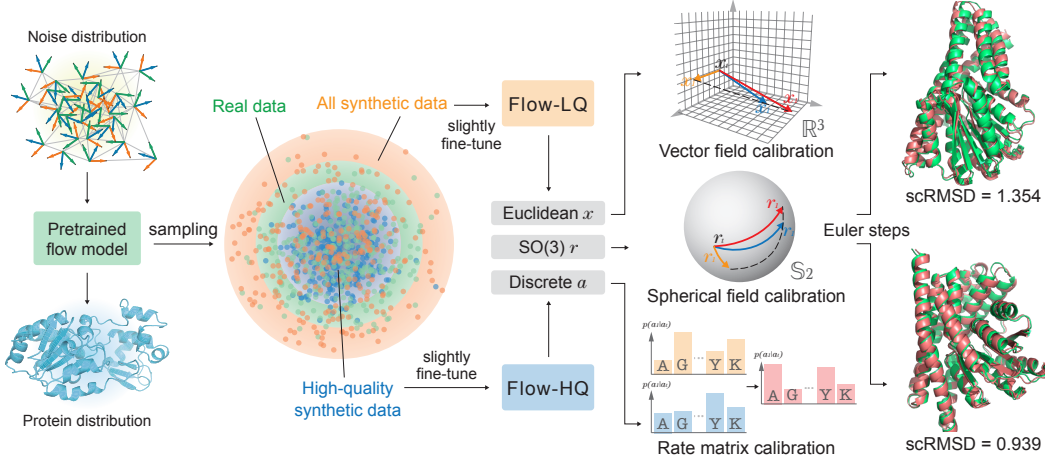 Noise distribution
Pretrained
flow model
Protein distribution
sampling
Real data
All synthetic data
High-quality
synthetic data
slightly
fine-tune
slightly
fine-tune
Flow-LQ
Euclidean x
SO(3) r
Discrete a
Flow-HQ
ℝ³
Vector field calibration
r₁
𝕊₂
Spherical field calibration
A G ... Y K
A G ... Y K
A G ... Y K
Rate matrix calibration
Euler steps
scRMSD = 1.354
scRMSD = 0.939